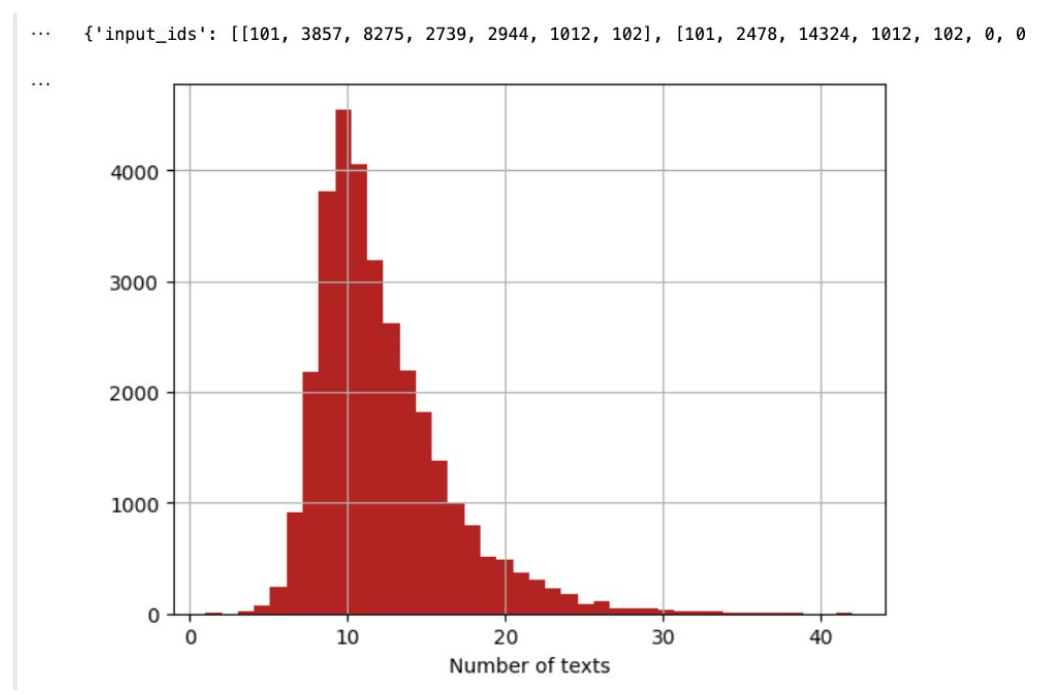 ... {'input_ids': [[101, 3857, 8275, 2739, 2944, 1012, 102], [101, 2478, 14324, 1012, 102, 0, 0
...
4000
3000
2000
1000
0
0 10 20 30 40
Number of texts